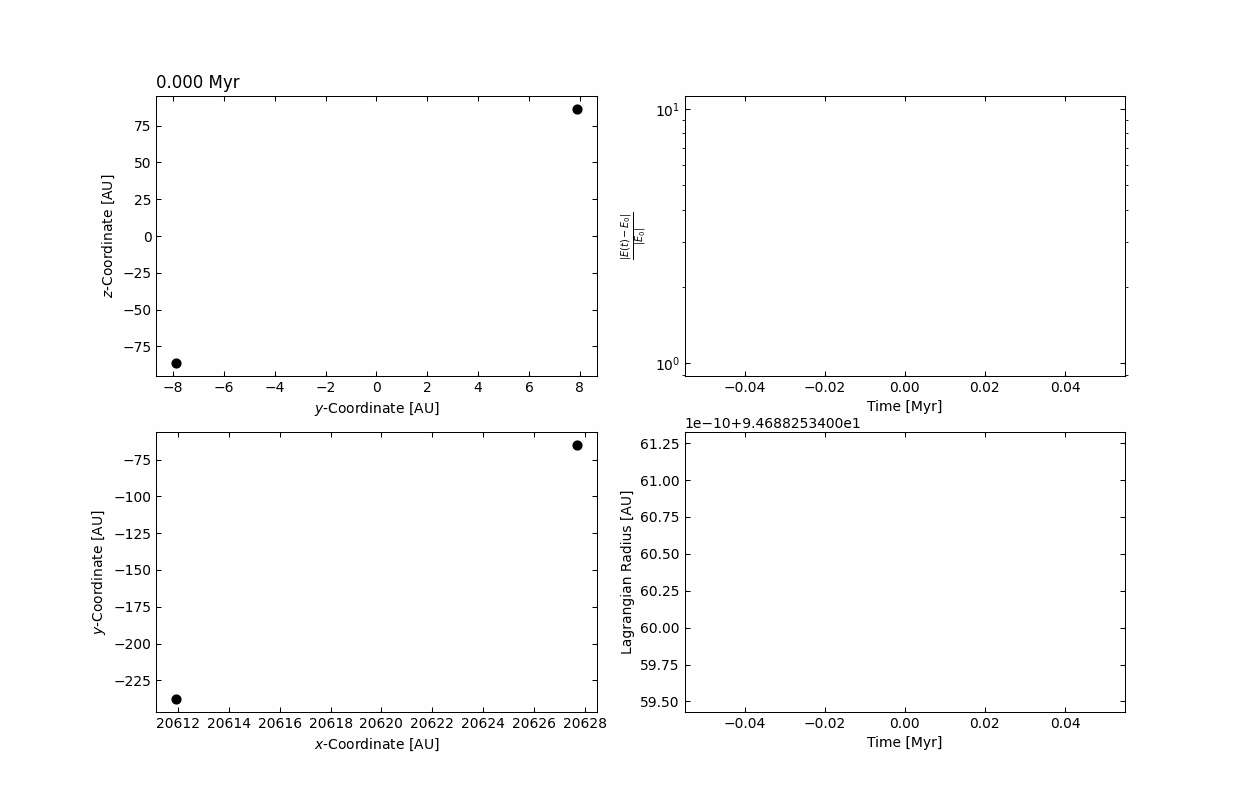 0.000 Myr
75
50
25
0
−25
−50
−75
z-Coordinate [AU]
−8 −6 −4 −2 0 2 4 6 8
y-Coordinate [AU]
10¹
10⁰
|E(t) − E₀|
|E₀|
−0.04 −0.02 0.00 0.02 0.04
Time [Myr]
−75
−100
−125
−150
−175
−200
−225
y-Coordinate [AU]
20612 20614 20616 20618 20620 20622 20624 20626 20628
x-Coordinate [AU]
1e−10+9.4688253400e1
61.25
61.00
60.75
60.50
60.25
60.00
59.75
59.50
Lagrangian Radius [AU]
−0.04 −0.02 0.00 0.02 0.04
Time [Myr]